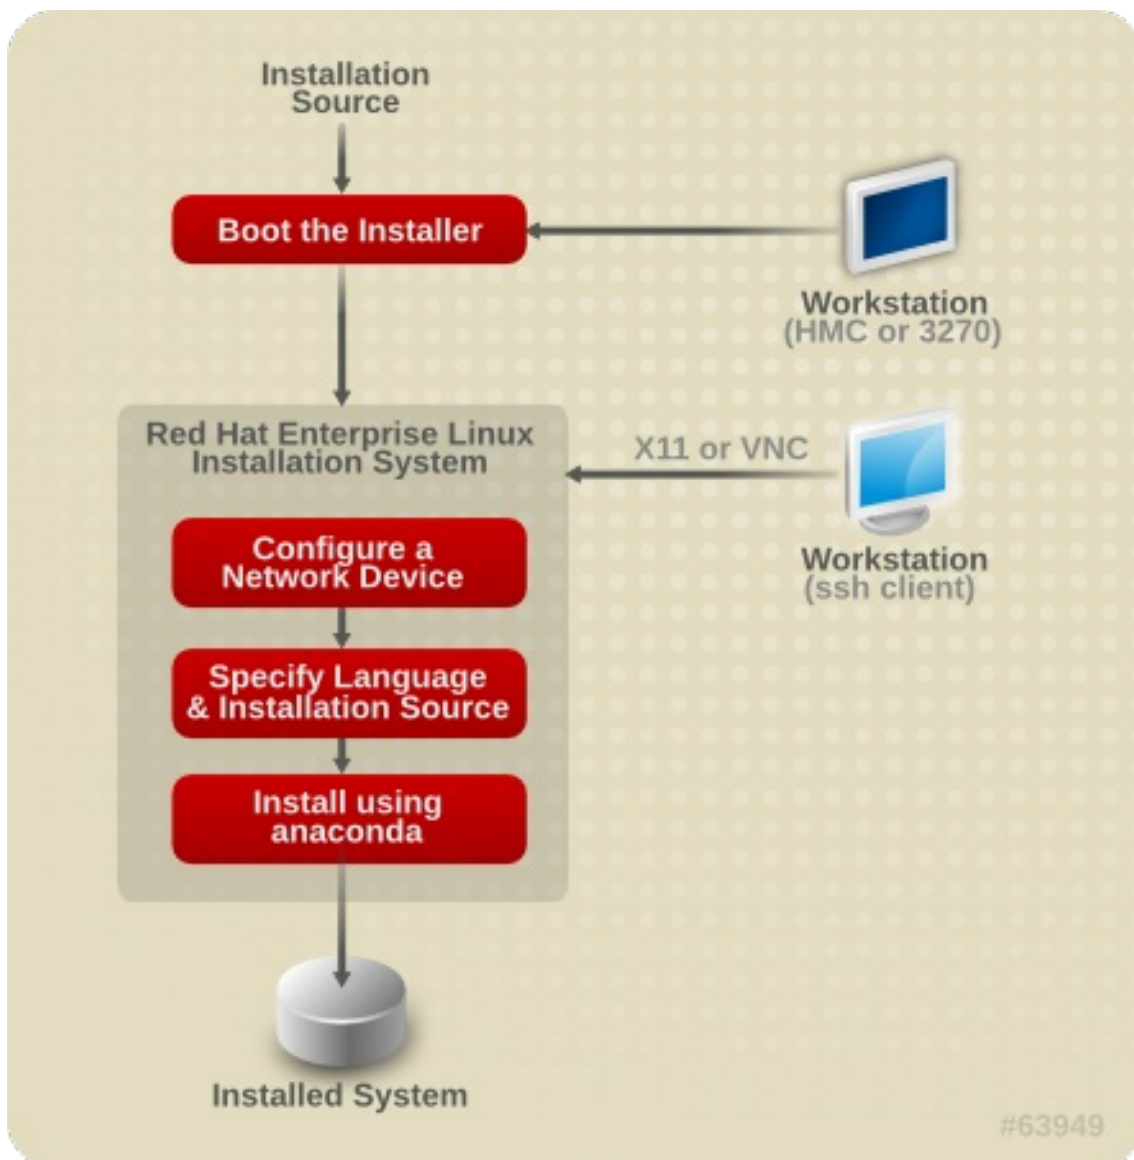 Installation
Source
Boot the Installer
Workstation
(HMC or 3270)
Red Hat Enterprise Linux
Installation System
X11 or VNC
Workstation
(ssh client)
Configure a
Network Device
Specify Language
& Installation Source
Install using
anaconda
Installed System
#63949